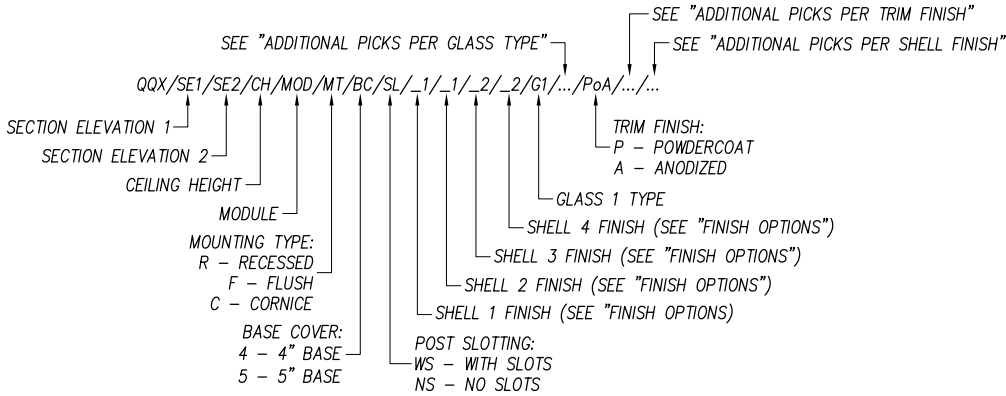 SEE "ADDITIONAL PICKS PER TRIM FINISH"
SEE "ADDITIONAL PICKS PER GLASS TYPE"
SEE "ADDITIONAL PICKS PER SHELL FINISH"
QQX/SE1/SE2/CH/MOD/MT/BC/SL/_1/_1/_2/_2/G1/.../PoA/.../...
SECTION ELEVATION 1
SECTION ELEVATION 2
CEILING HEIGHT
MODULE
MOUNTING TYPE:
R – RECESSED
F – FLUSH
C – CORNICE
BASE COVER:
4 – 4" BASE
5 – 5" BASE
POST SLOTTING:
WS – WITH SLOTS
NS – NO SLOTS
SHELL 1 FINISH (SEE "FINISH OPTIONS)
SHELL 2 FINISH (SEE "FINISH OPTIONS")
SHELL 3 FINISH (SEE "FINISH OPTIONS")
SHELL 4 FINISH (SEE "FINISH OPTIONS")
GLASS 1 TYPE
TRIM FINISH:
P – POWDERCOAT
A – ANODIZED